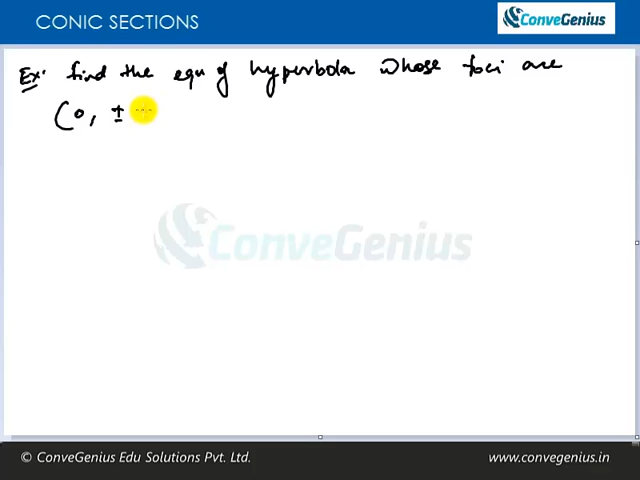 CONIC SECTIONS
ConveGenius
Ex: find the equn of hyperbola whose foci are
(0, ±
ConveGenius
© ConveGenius Edu Solutions Pvt. Ltd.
www.convegenius.in